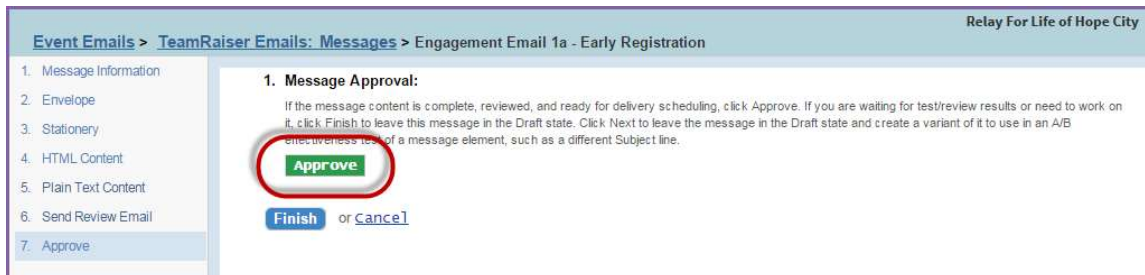 Relay For Life of Hope City
Event Emails > TeamRaiser Emails: Messages > Engagement Email 1a - Early Registration
1. Message Information
2. Envelope
3. Stationery
4. HTML Content
5. Plain Text Content
6. Send Review Email
7. Approve
1. Message Approval:
If the message content is complete, reviewed, and ready for delivery scheduling, click Approve. If you are waiting for test/review results or need to work on
it, click Finish to leave this message in the Draft state. Click Next to leave the message in the Draft state and create a variant of it to use in an A/B
effectiveness test of a message element, such as a different Subject line.
Approve
Finish or Cancel